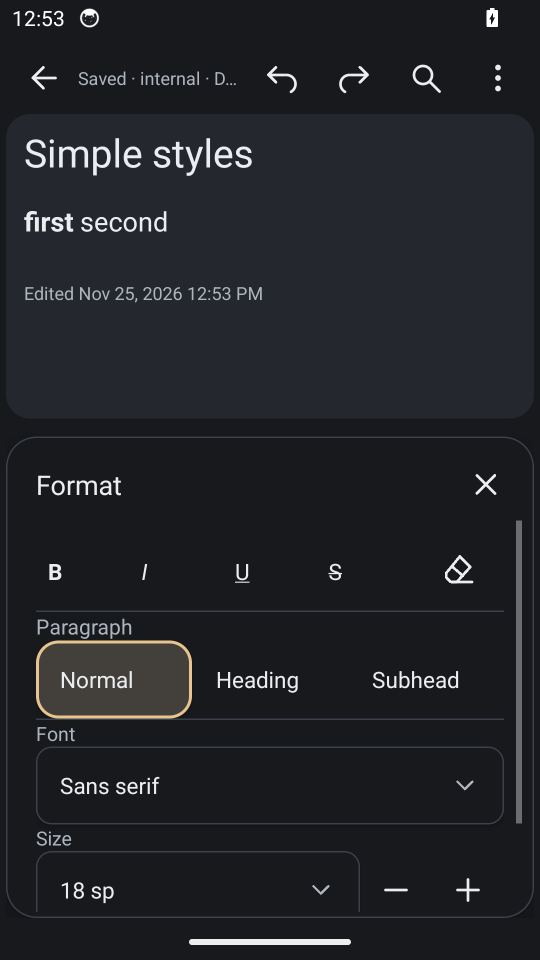 12:53
Saved · internal · D...
Simple styles
first second
Edited Nov 25, 2026 12:53 PM
Format
B I U S
Paragraph
Normal Heading Subhead
Font
Sans serif
Size
18 sp